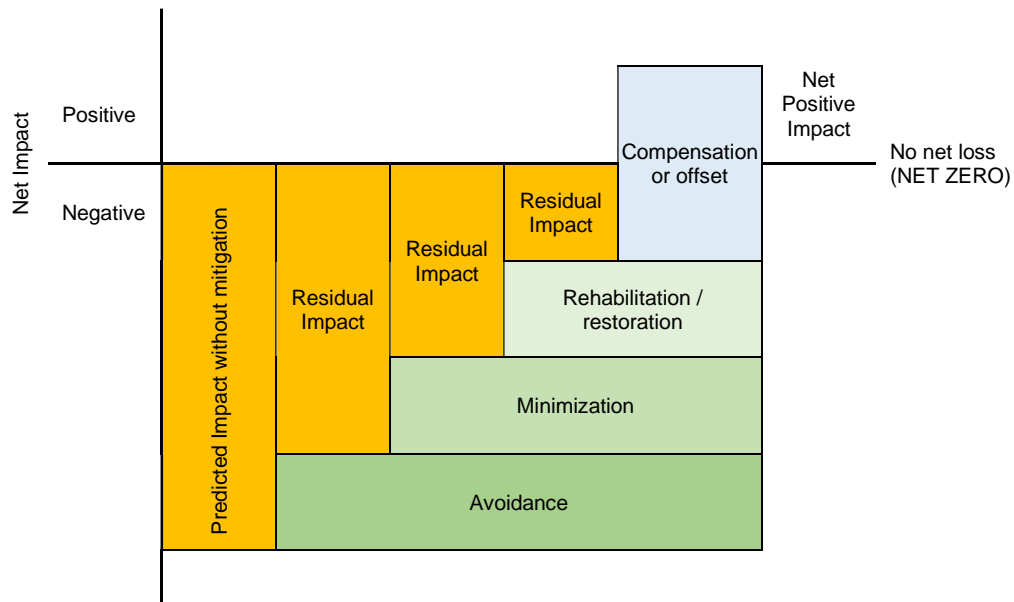 Net Impact
Positive
Negative
Predicted Impact without mitigation
Residual
Impact
Residual
Impact
Residual
Impact
Compensation
or offset
Net
Positive
Impact
No net loss
(NET ZERO)
Rehabilitation /
restoration
Minimization
Avoidance